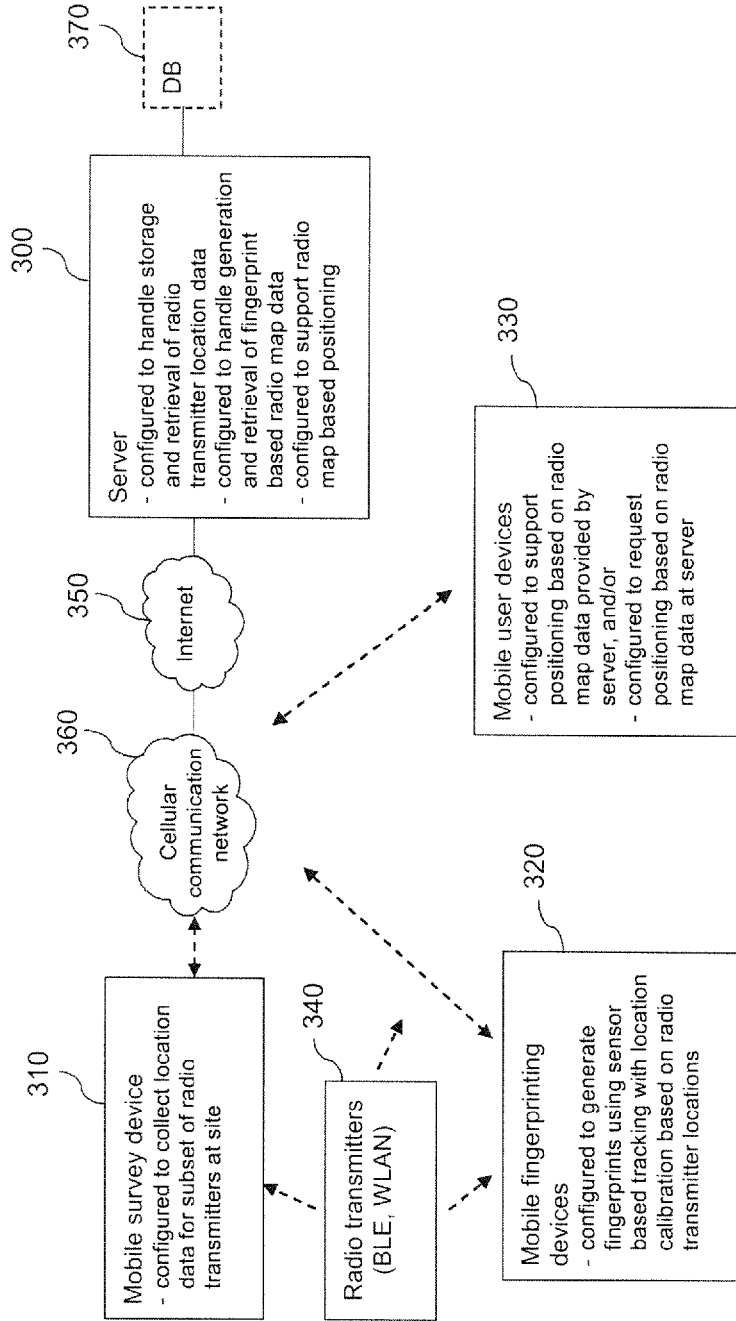 310
Mobile survey device
- configured to collect location
data for subset of radio
transmitters at site
360
Cellular
communication
network
350
Internet
300
Server
- configured to handle storage
and retrieval of radio
transmitter location data
- configured to handle generation
and retrieval of fingerprint
based radio map data
- configured to support radio
map based positioning
370
DB
340
Radio transmitters
(BLE, WLAN)
320
Mobile fingerprinting
devices
- configured to generate
fingerprints using sensor
based tracking with location
calibration based on radio
transmitter locations
330
Mobile user devices
- configured to support
positioning based on radio
map data provided by
server, and/or
- configured to request
positioning based on radio
map data at server